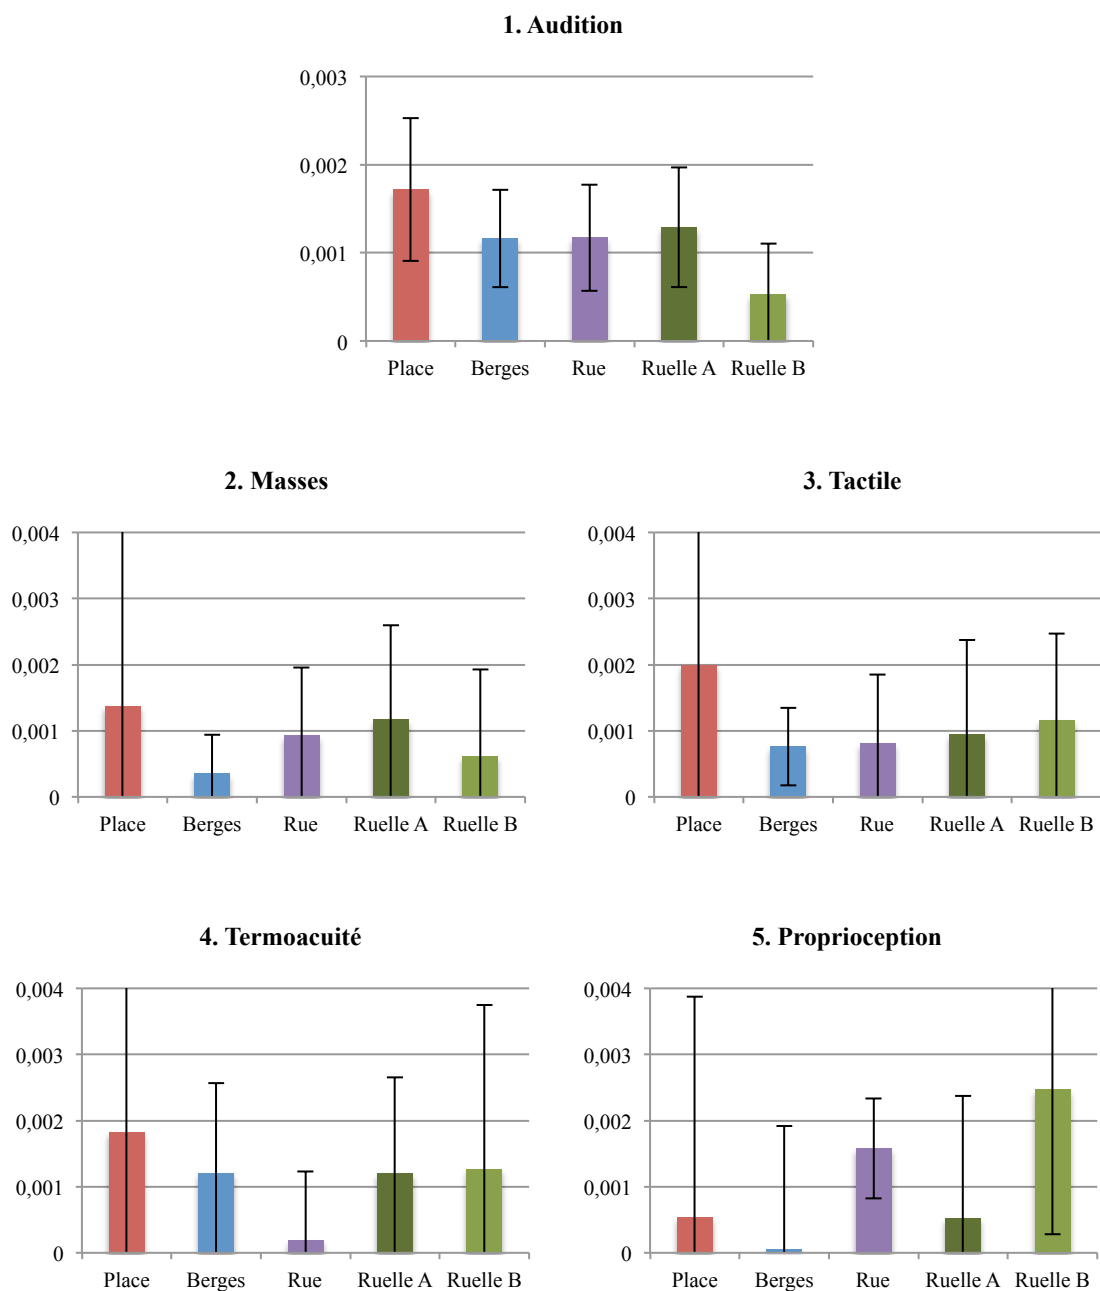 1. Audition
0,003
0,002
0,001
0
Place Berges Rue Ruelle A Ruelle B
2. Masses
0,004
0,003
0,002
0,001
0
Place Berges Rue Ruelle A Ruelle B
3. Tactile
0,004
0,003
0,002
0,001
0
Place Berges Rue Ruelle A Ruelle B
4. Termoacuité
0,004
0,003
0,002
0,001
0
Place Berges Rue Ruelle A Ruelle B
5. Proprioception
0,004
0,003
0,002
0,001
0
Place Berges Rue Ruelle A Ruelle B